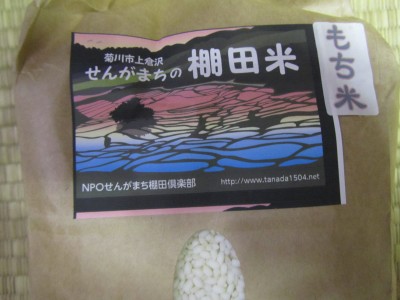 菊川市上倉沢
せんがまちの 棚田米
もち米
NPOせんがまち棚田倶楽部 http://www.tanada1504.net